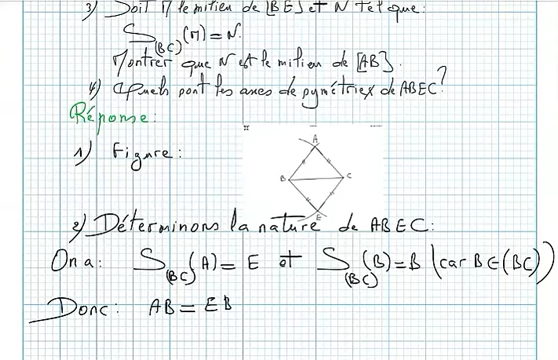 3) Soit M le milieu de [BE] et N tel que:
S(BC)(M) = N.
Montrer que N est le milieu de [AB].
4) Quels sont les axes de symétries de ABEC?
Réponse:
1) Figure:
A
B
C
E
2) Déterminons la nature de ABEC:
On a: S(BC)(A) = E et S(BC)(B) = B (car B ∈ (BC))
Donc: AB = EB